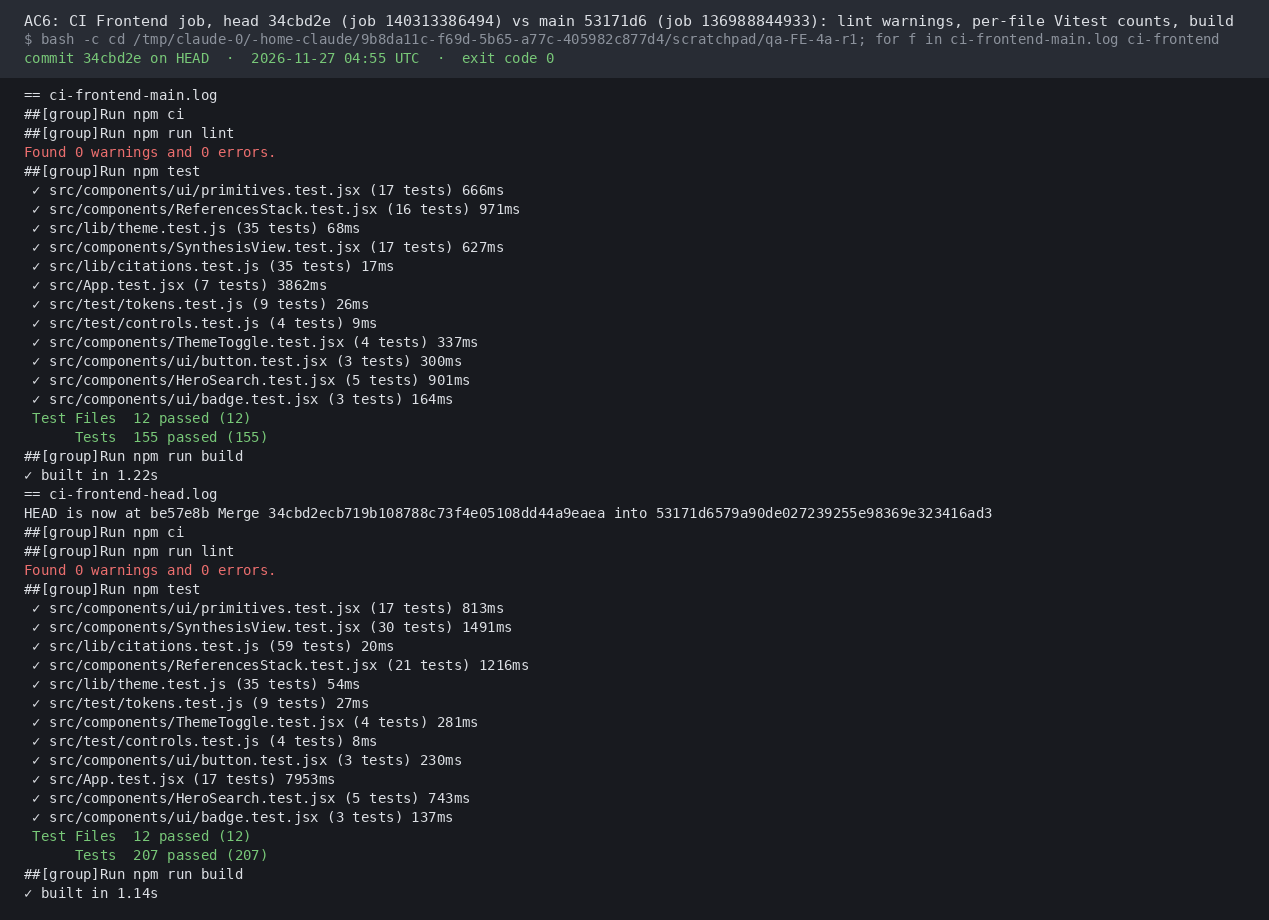 AC6: CI Frontend job, head 34cbd2e (job 140313386494) vs main 53171d6 (job 136988844933): lint warnings, per-file Vitest counts, build
$ bash -c cd /tmp/claude-0/-home-claude/9b8da11c-f69d-5b65-a77c-405982c877d4/scratchpad/qa-FE-4a-r1; for f in ci-frontend-main.log ci-frontend
commit 34cbd2e on HEAD · 2026-11-27 04:55 UTC · exit code 0
== ci-frontend-main.log
##[group]Run npm ci
##[group]Run npm run lint
Found 0 warnings and 0 errors.
##[group]Run npm test
✓ src/components/ui/primitives.test.jsx (17 tests) 666ms
✓ src/components/ReferencesStack.test.jsx (16 tests) 971ms
✓ src/lib/theme.test.js (35 tests) 68ms
✓ src/components/SynthesisView.test.jsx (17 tests) 627ms
✓ src/lib/citations.test.js (35 tests) 17ms
✓ src/App.test.jsx (7 tests) 3862ms
✓ src/test/tokens.test.js (9 tests) 26ms
✓ src/test/controls.test.js (4 tests) 9ms
✓ src/components/ThemeToggle.test.jsx (4 tests) 337ms
✓ src/components/ui/button.test.jsx (3 tests) 300ms
✓ src/components/HeroSearch.test.jsx (5 tests) 901ms
✓ src/components/ui/badge.test.jsx (3 tests) 164ms
Test Files  12 passed (12)
Tests  155 passed (155)
##[group]Run npm run build
✓ built in 1.22s
== ci-frontend-head.log
HEAD is now at be57e8b Merge 34cbd2ecb719b108788c73f4e05108dd44a9eaea into 53171d6579a90de027239255e98369e323416ad3
##[group]Run npm ci
##[group]Run npm run lint
Found 0 warnings and 0 errors.
##[group]Run npm test
✓ src/components/ui/primitives.test.jsx (17 tests) 813ms
✓ src/components/SynthesisView.test.jsx (30 tests) 1491ms
✓ src/lib/citations.test.js (59 tests) 20ms
✓ src/components/ReferencesStack.test.jsx (21 tests) 1216ms
✓ src/lib/theme.test.js (35 tests) 54ms
✓ src/test/tokens.test.js (9 tests) 27ms
✓ src/components/ThemeToggle.test.jsx (4 tests) 281ms
✓ src/test/controls.test.js (4 tests) 8ms
✓ src/components/ui/button.test.jsx (3 tests) 230ms
✓ src/App.test.jsx (17 tests) 7953ms
✓ src/components/HeroSearch.test.jsx (5 tests) 743ms
✓ src/components/ui/badge.test.jsx (3 tests) 137ms
Test Files  12 passed (12)
Tests  207 passed (207)
##[group]Run npm run build
✓ built in 1.14s